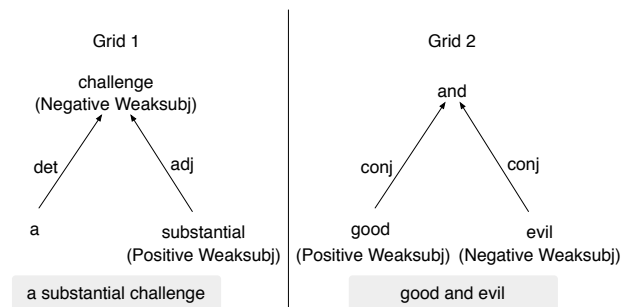 Grid 1
challenge
(Negative Weaksubj)
det
adj
a
substantial
(Positive Weaksubj)
a substantial challenge
Grid 2
and
conj
conj
good
(Positive Weaksubj)
evil
(Negative Weaksubj)
good and evil